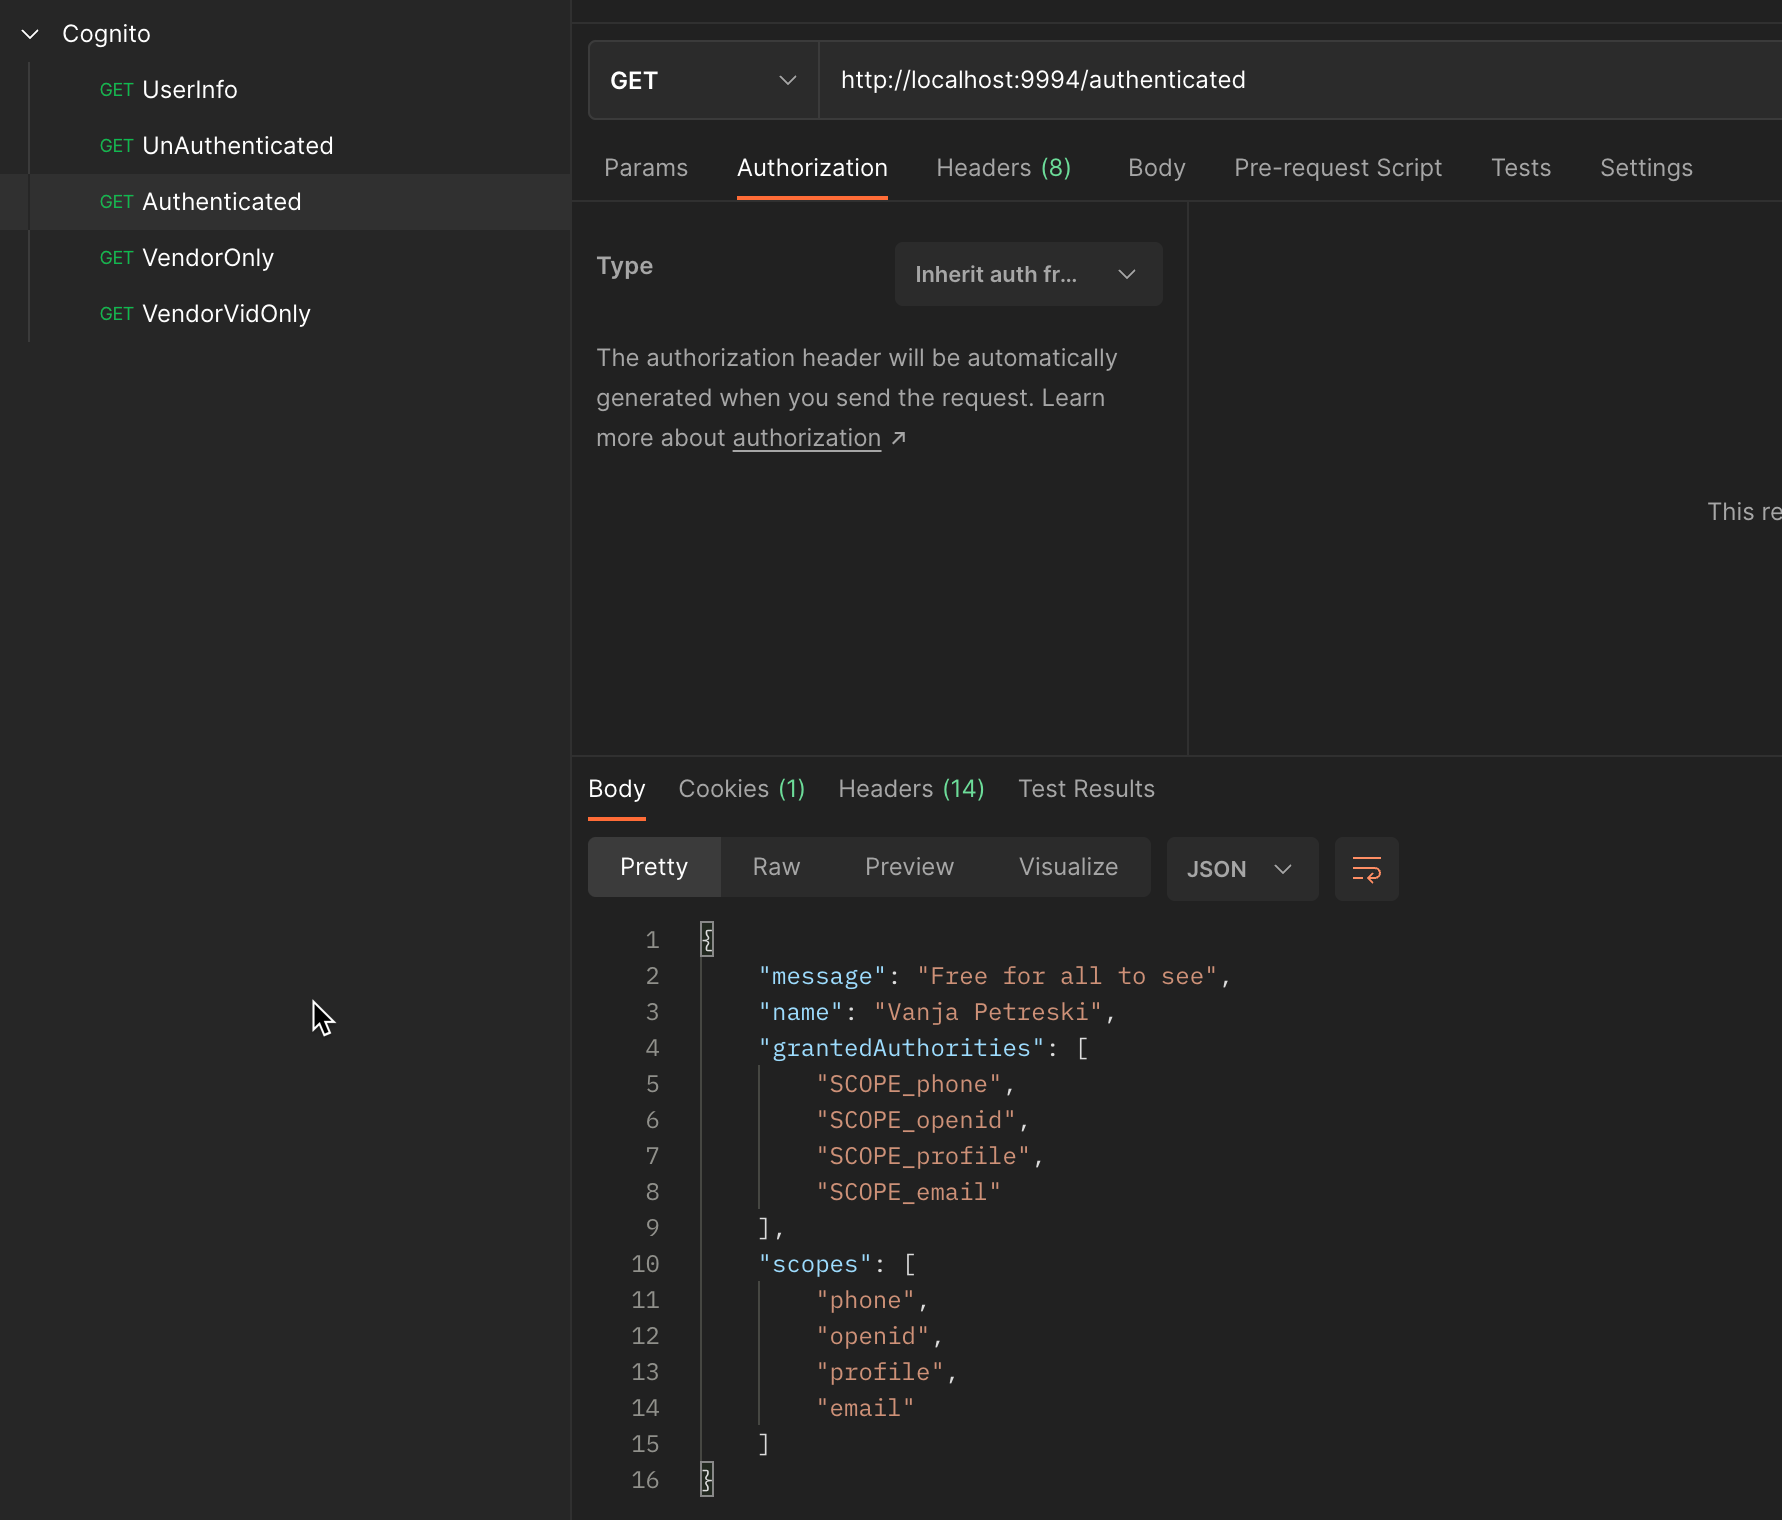 Cognito
GET UserInfo
GET UnAuthenticated
GET Authenticated
GET VendorOnly
GET VendorVidOnly
GET http://localhost:9994/authenticated
Params Authorization Headers (8) Body Pre-request Script Tests Settings
Type Inherit auth fr...
The authorization header will be automatically
generated when you send the request. Learn
more about authorization ↗
This re
Body Cookies (1) Headers (14) Test Results
Pretty Raw Preview Visualize JSON
1 {
2 "message": "Free for all to see",
3 "name": "Vanja Petreski",
4 "grantedAuthorities": [
5 "SCOPE_phone",
6 "SCOPE_openid",
7 "SCOPE_profile",
8 "SCOPE_email"
9 ],
10 "scopes": [
11 "phone",
12 "openid",
13 "profile",
14 "email"
15 ]
16 }